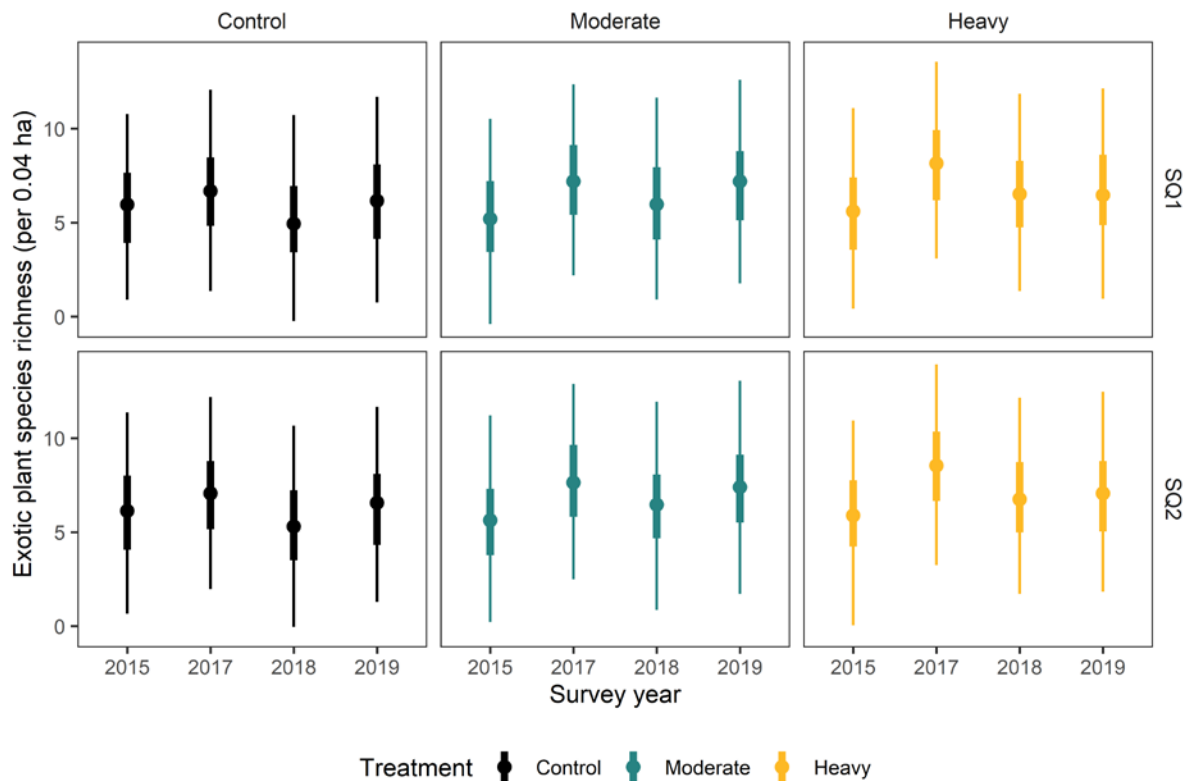 Control Moderate Heavy
Exotic plant species richness (per 0.04 ha)
10
5
0
SQ1
10
5
0
SQ2
2015 2017 2018 2019 2015 2017 2018 2019 2015 2017 2018 2019
Survey year
Treatment Control Moderate Heavy